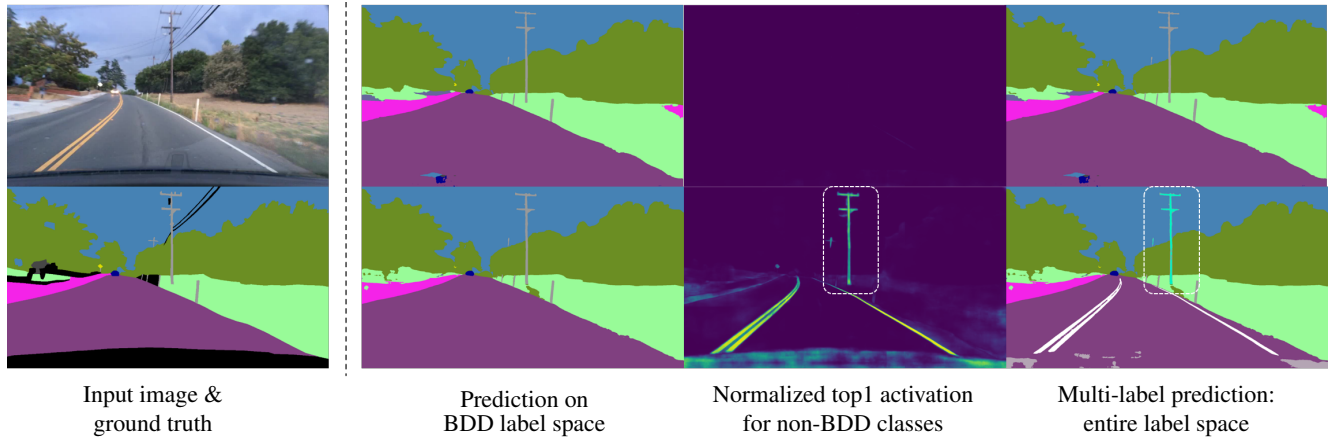 Input image &
ground truth
Prediction on
BDD label space
Normalized top1 activation
for non-BDD classes
Multi-label prediction:
entire label space